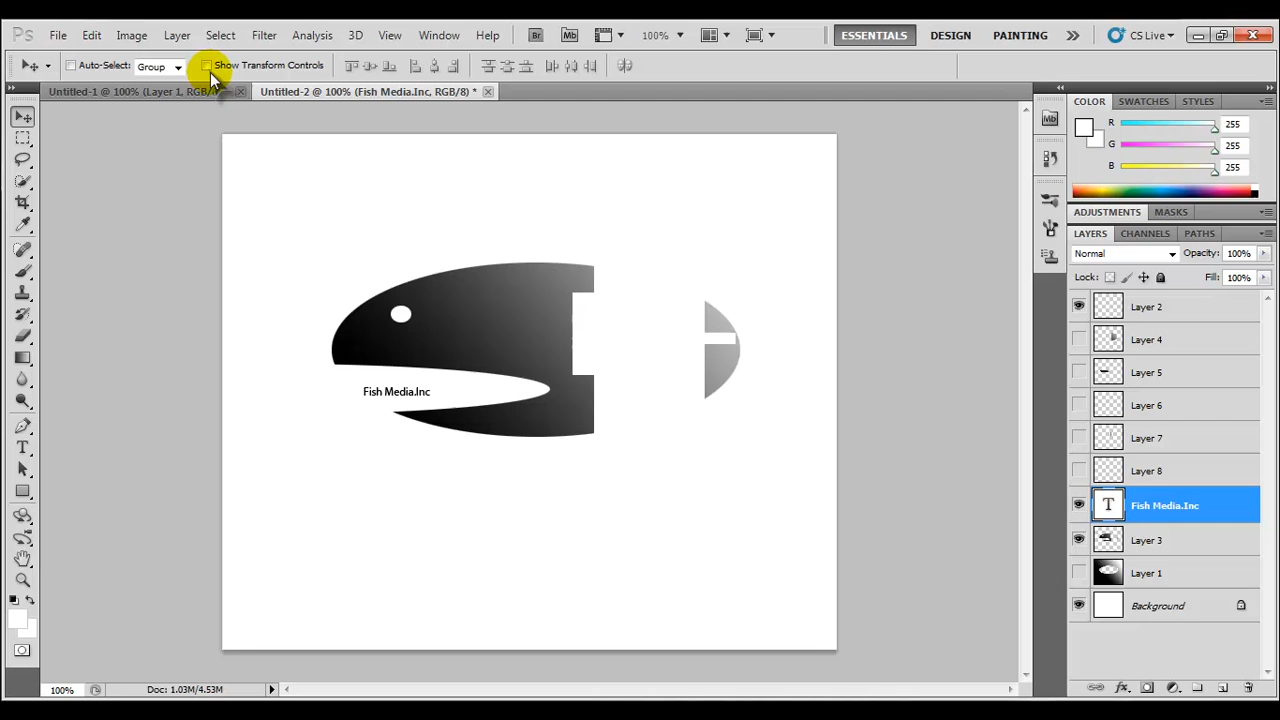 Ps File Edit Image Layer Select Filter Analysis 3D View Window Help Br Mb 100% ESSENTIALS DESIGN PAINTING CS Live
Auto-Select: Group Show Transform Controls
Untitled-1 @ 100% (Layer 1, RGB/ Untitled-2 @ 100% (Fish Media.Inc, RGB/8) *
Mb
COLOR SWATCHES STYLES
R 255
G 255
B 255
ADJUSTMENTS MASKS
LAYERS CHANNELS PATHS
Normal Opacity: 100%
Lock: Fill: 100%
Layer 2
Layer 4
Layer 5
Layer 6
Layer 7
Layer 8
T Fish Media.Inc
Layer 3
Layer 1
Background
Fish Media.Inc
100% Doc: 1.03M/4.53M